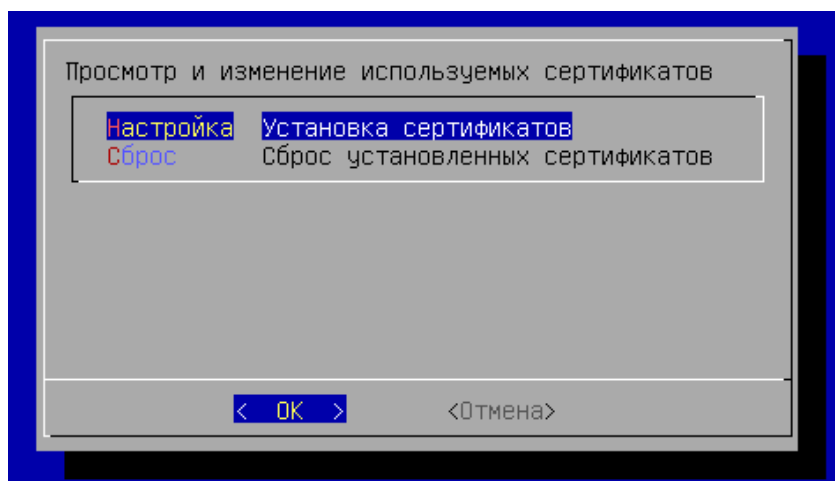 Просмотр и изменение используемых сертификатов
Настройка Установка сертификатов
Сброс Сброс установленных сертификатов
< OK > <Отмена>